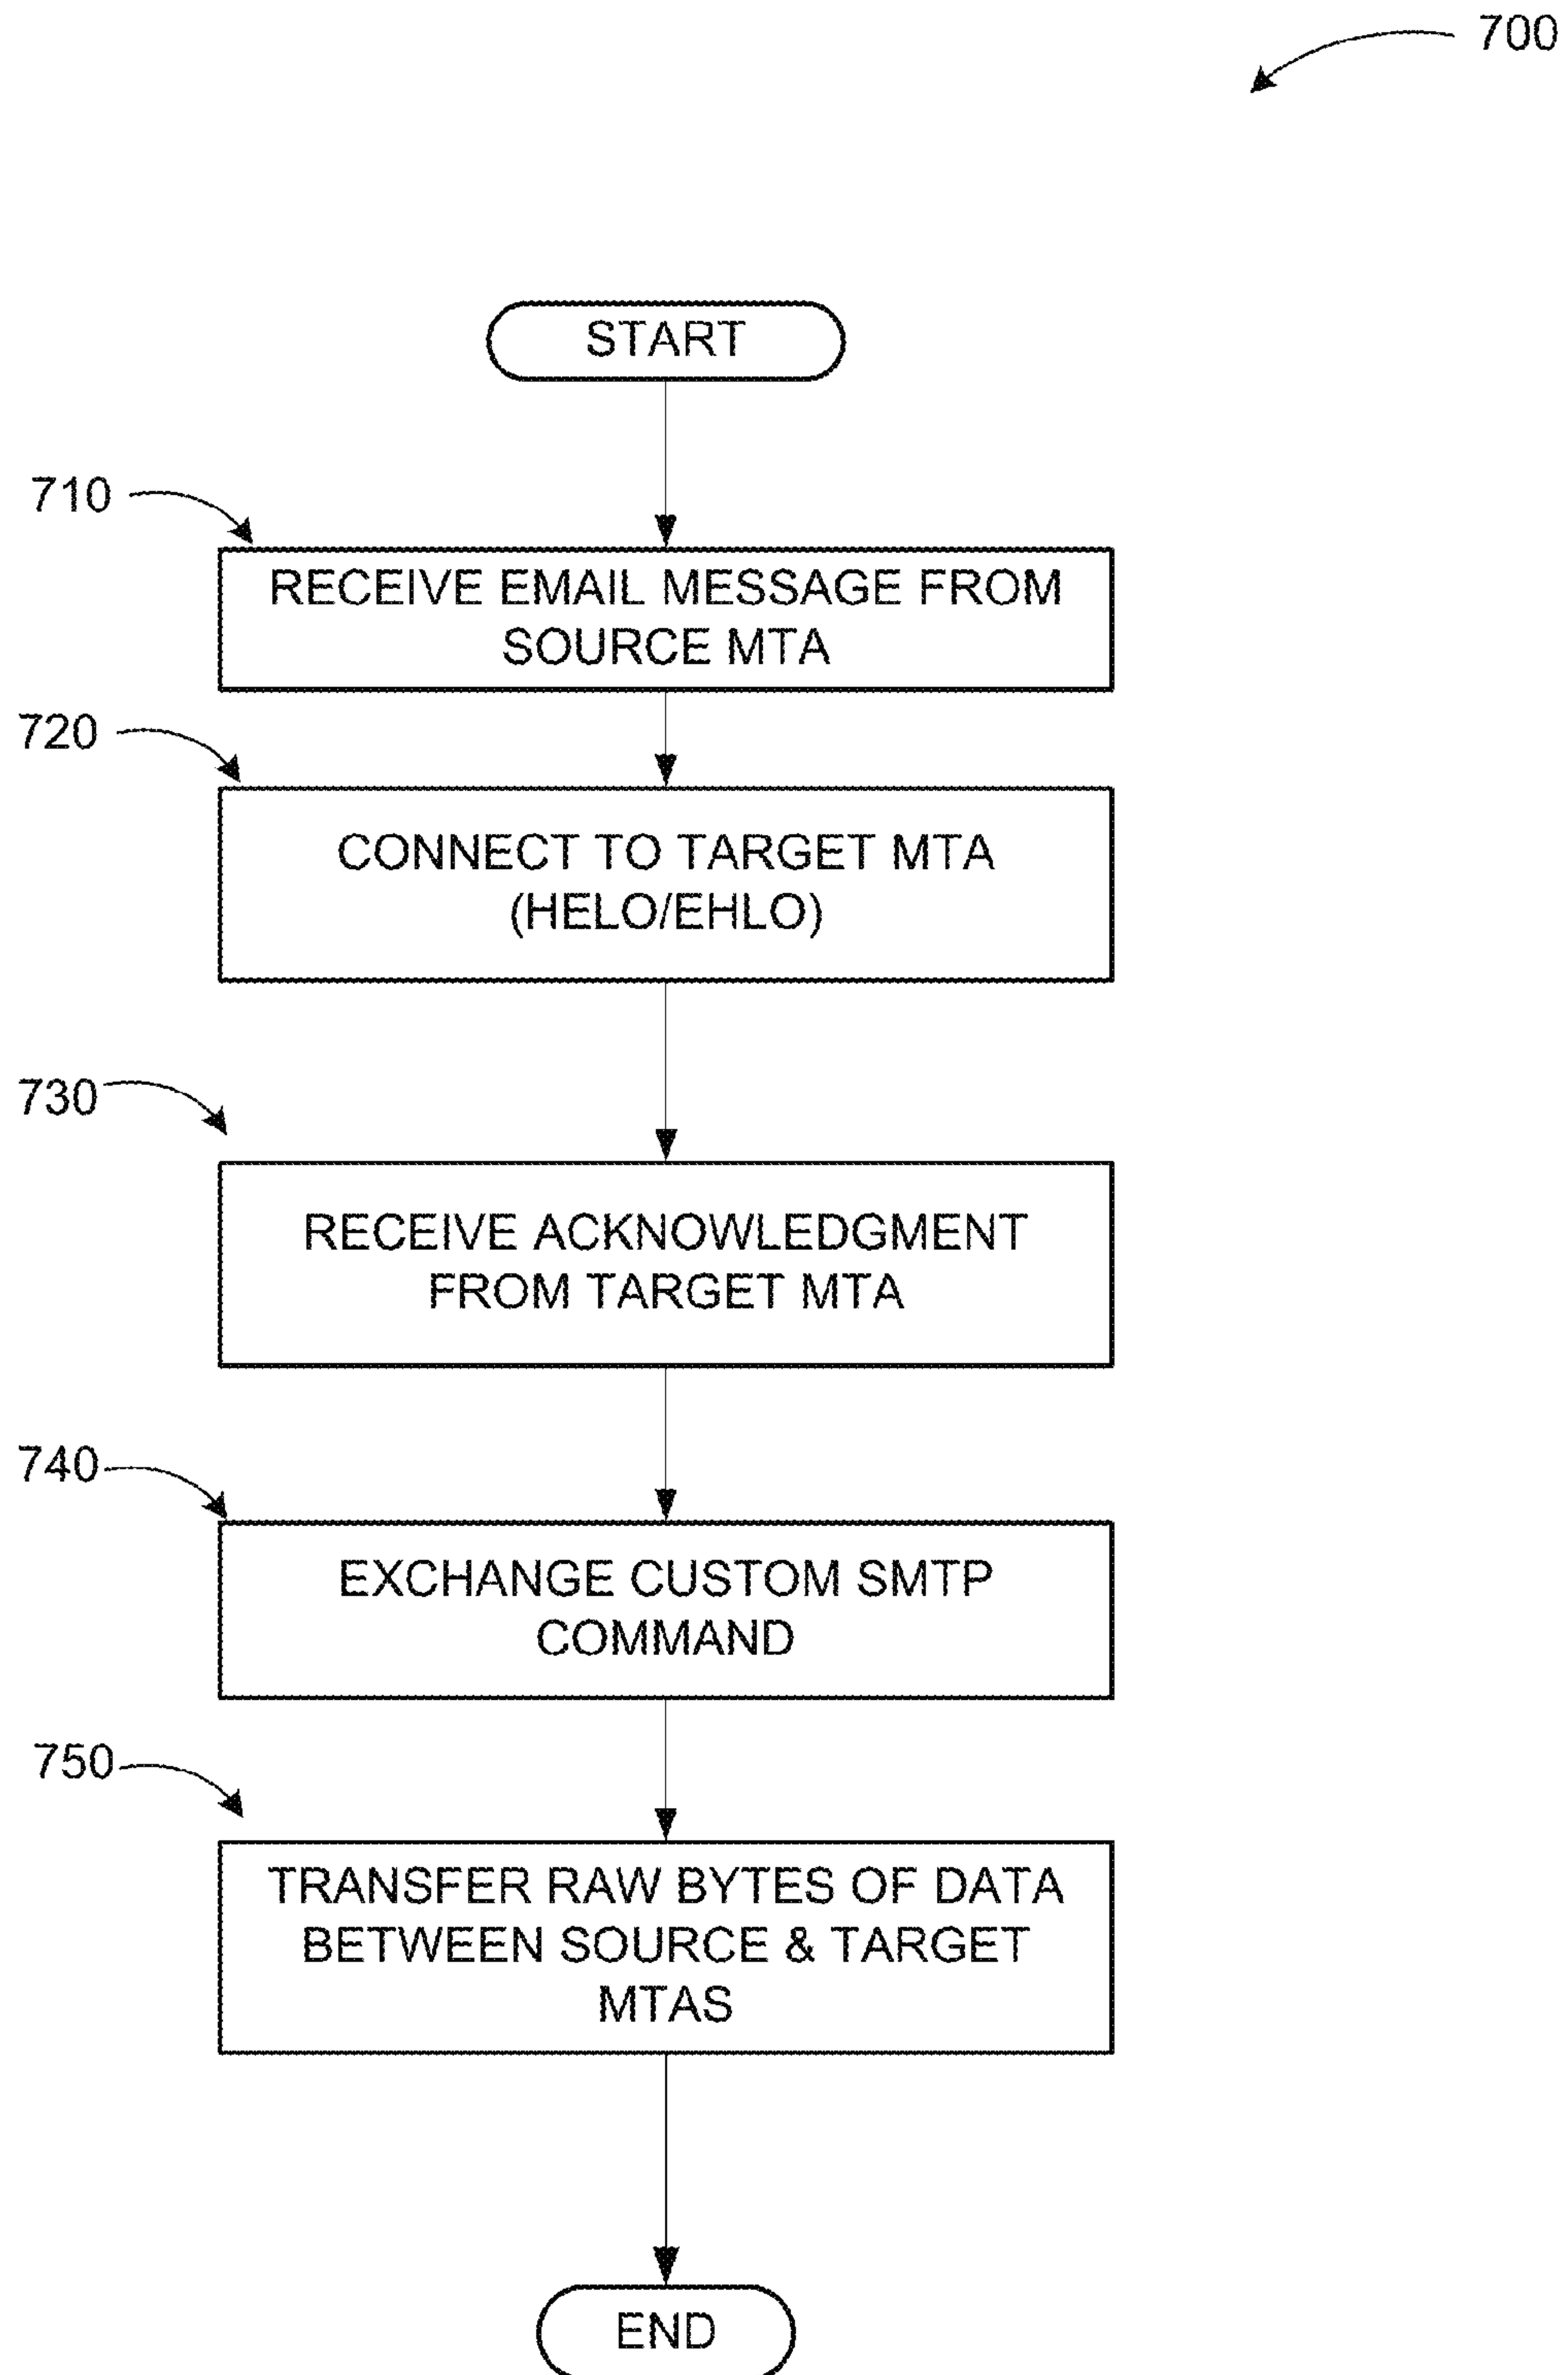 700
START
710
RECEIVE EMAIL MESSAGE FROM
SOURCE MTA
720
CONNECT TO TARGET MTA
(HELO/EHLO)
730
RECEIVE ACKNOWLEDGMENT
FROM TARGET MTA
740
EXCHANGE CUSTOM SMTP
COMMAND
750
TRANSFER RAW BYTES OF DATA
BETWEEN SOURCE & TARGET
MTAS
END